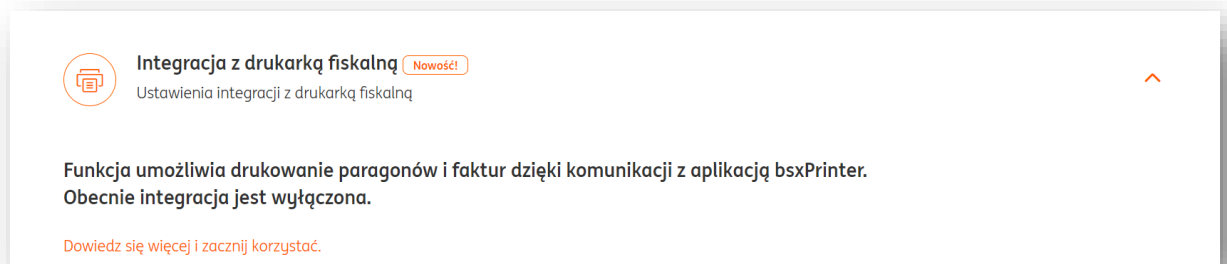 Integracja z drukarką fiskalną Nowość!
Ustawienia integracji z drukarką fiskalną
Funkcja umożliwia drukowanie paragonów i faktur dzięki komunikacji z aplikacją bsxPrinter.
Obecnie integracja jest wyłączona.
Dowiedz się więcej i zacznij korzystać.